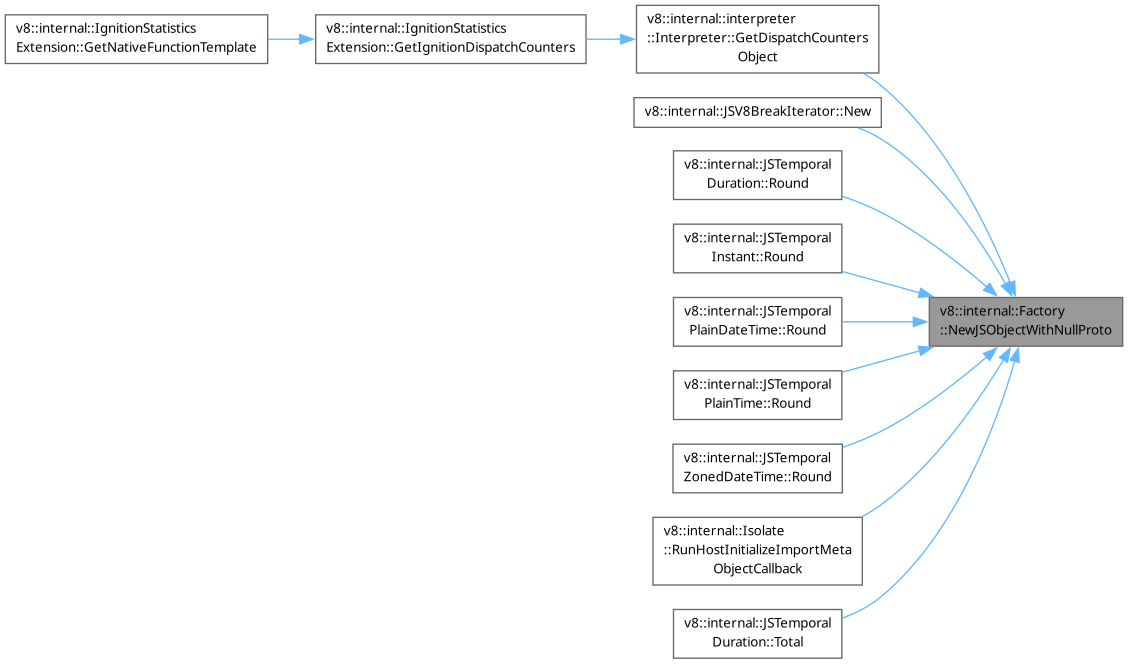 v8::internal::IgnitionStatistics
Extension::GetNativeFunctionTemplate
v8::internal::IgnitionStatistics
Extension::GetIgnitionDispatchCounters
v8::internal::interpreter
::Interpreter::GetDispatchCounters
Object
v8::internal::JSV8BreakIterator::New
v8::internal::JSTemporal
Duration::Round
v8::internal::JSTemporal
Instant::Round
v8::internal::JSTemporal
PlainDateTime::Round
v8::internal::JSTemporal
PlainTime::Round
v8::internal::JSTemporal
ZonedDateTime::Round
v8::internal::Isolate
::RunHostInitializeImportMeta
ObjectCallback
v8::internal::JSTemporal
Duration::Total
v8::internal::Factory
::NewJSObjectWithNullProto